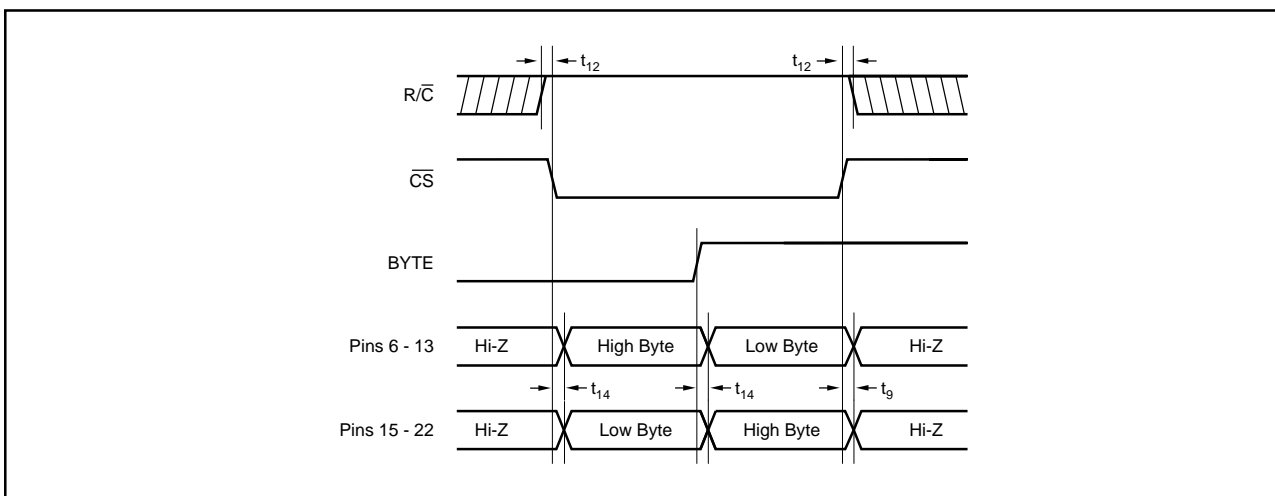 t₁₂ t₁₂
R/C̅
C̅S̅
BYTE
Pins 6 - 13 Hi-Z High Byte Low Byte Hi-Z
t₁₄ t₁₄ t₉
Pins 15 - 22 Hi-Z Low Byte High Byte Hi-Z